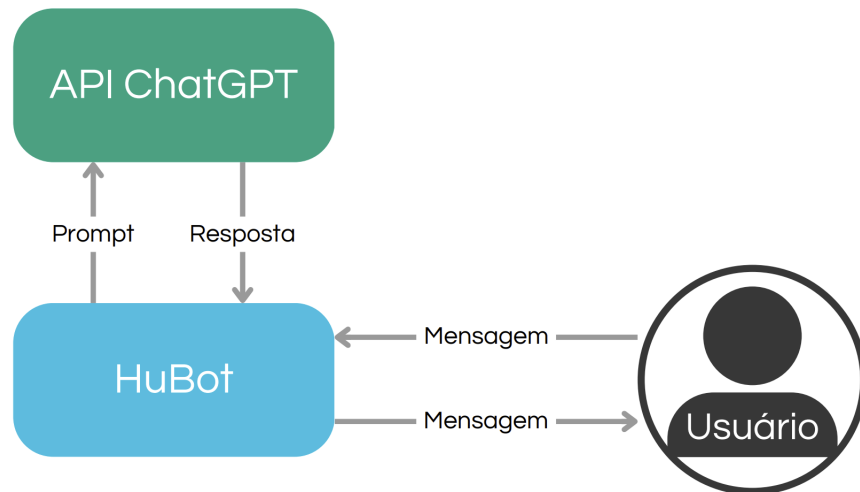 API ChatGPT
Prompt
Resposta
HuBot
Mensagem
Mensagem
Usuário